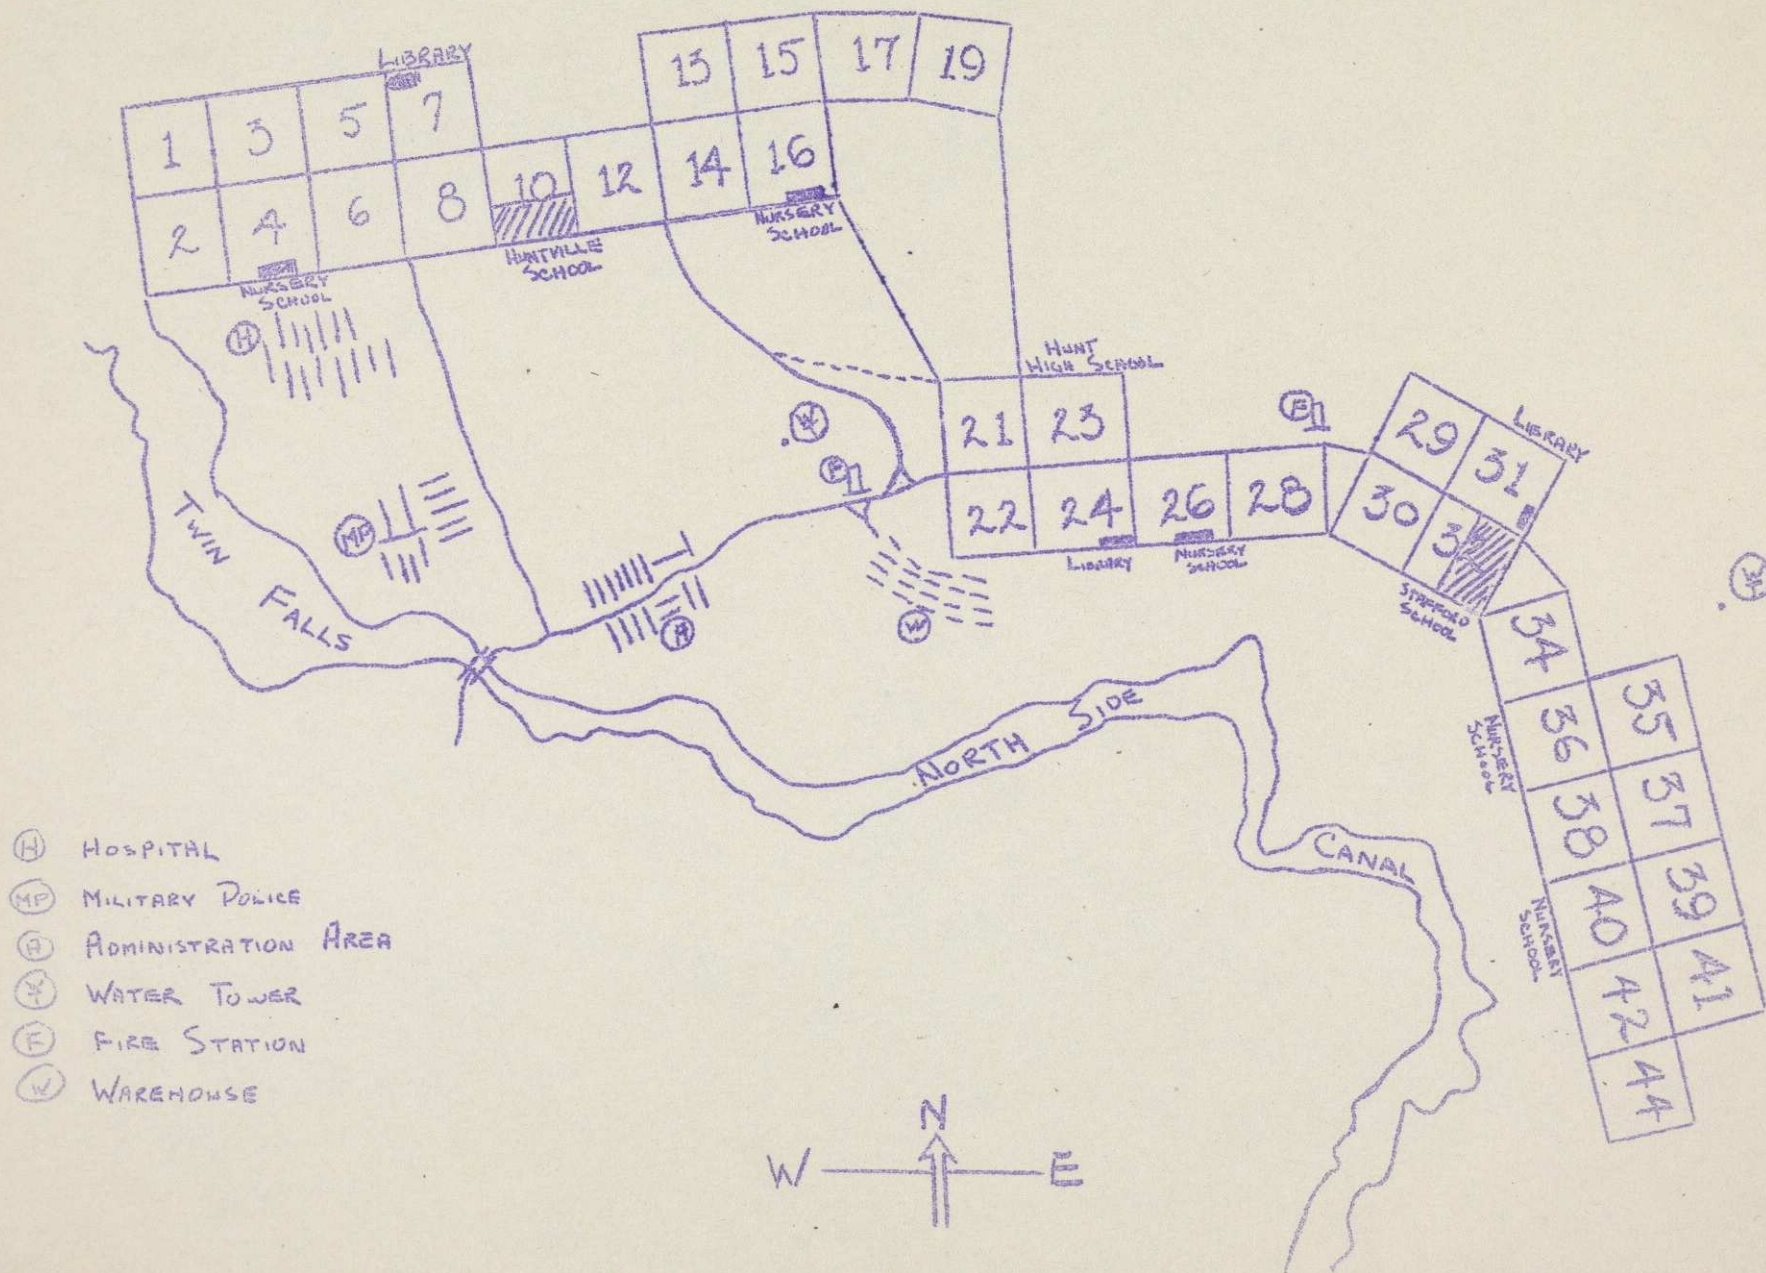 LIBRARY
13 15 17 19
1 3 5 7
2 4 6 8 10 12 14 16
NURSERY
SCHOOL
HUNTVILLE
SCHOOL
NURSERY
SCHOOL
H
HUNT
HIGH SCHOOL
21 23
22 24 26 28
LIBRARY
NURSERY
SCHOOL
F
29 31
30
LIBRARY
STAFFORD
SCHOOL
W
F
MP
A
W
TWIN
FALLS
NORTH SIDE
CANAL
34
35
36
37
38
39
40
41
42
44
NURSERY
SCHOOL
NURSERY
SCHOOL
W
H HOSPITAL
MP MILITARY POLICE
A ADMINISTRATION AREA
W WATER TOWER
F FIRE STATION
W WAREHOUSE
N
W E